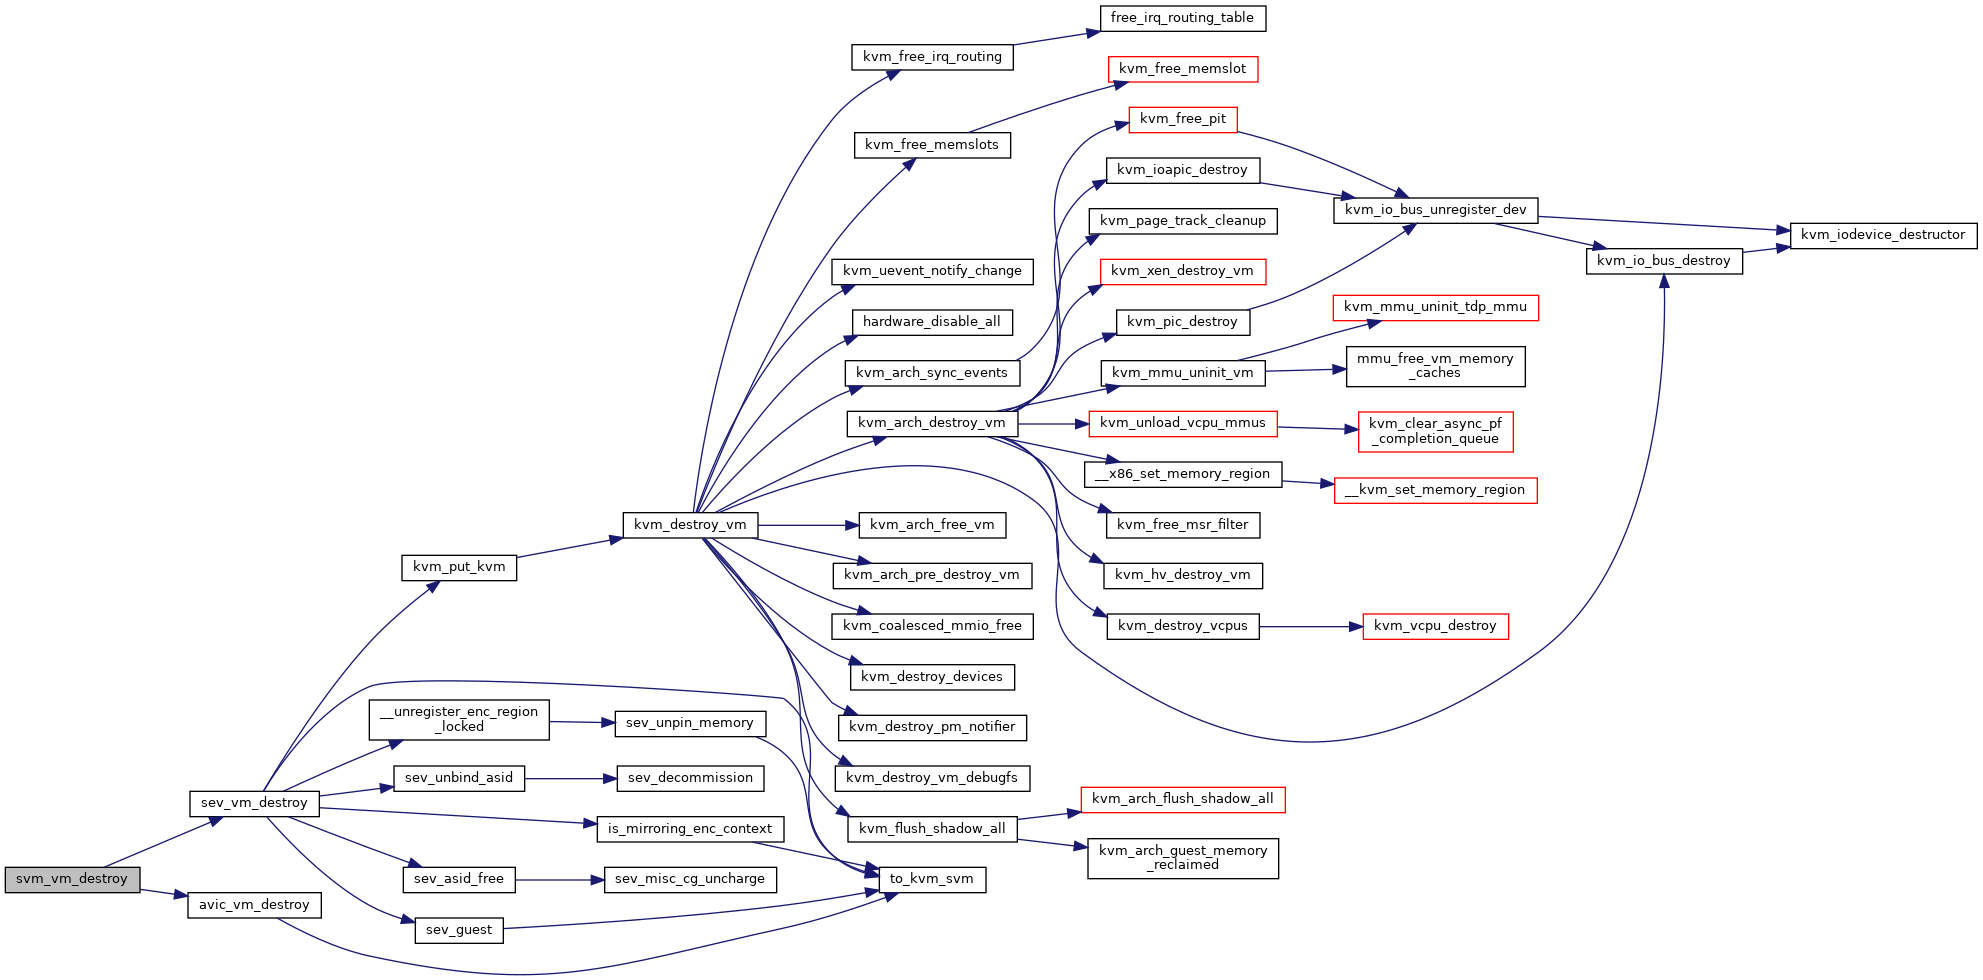 free_irq_routing_table
kvm_free_irq_routing
kvm_free_memslot
kvm_free_pit
kvm_free_memslots
kvm_ioapic_destroy
kvm_io_bus_unregister_dev
kvm_page_track_cleanup
kvm_iodevice_destructor
kvm_io_bus_destroy
kvm_uevent_notify_change
kvm_xen_destroy_vm
kvm_mmu_uninit_tdp_mmu
hardware_disable_all
kvm_pic_destroy
mmu_free_vm_memory
_caches
kvm_arch_sync_events
kvm_mmu_uninit_vm
kvm_arch_destroy_vm
kvm_unload_vcpu_mmus
kvm_clear_async_pf
_completion_queue
__x86_set_memory_region
__kvm_set_memory_region
kvm_destroy_vm
kvm_arch_free_vm
kvm_free_msr_filter
kvm_put_kvm
kvm_arch_pre_destroy_vm
kvm_hv_destroy_vm
kvm_coalesced_mmio_free
kvm_destroy_vcpus
kvm_vcpu_destroy
kvm_destroy_devices
__unregister_enc_region
_locked
sev_unpin_memory
kvm_destroy_pm_notifier
sev_unbind_asid
sev_decommission
kvm_destroy_vm_debugfs
sev_vm_destroy
kvm_arch_flush_shadow_all
is_mirroring_enc_context
kvm_flush_shadow_all
kvm_arch_guest_memory
_reclaimed
svm_vm_destroy
sev_asid_free
sev_misc_cg_uncharge
to_kvm_svm
avic_vm_destroy
sev_guest